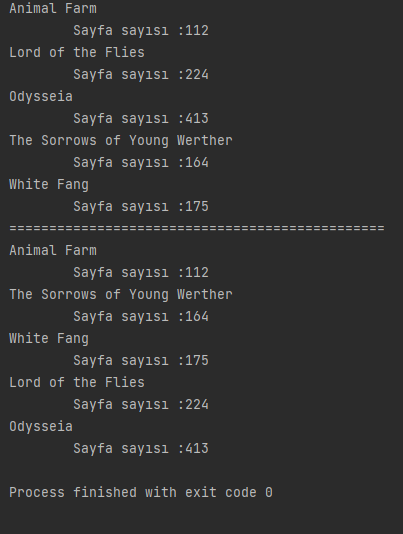 Animal Farm
Sayfa sayısı :112
Lord of the Flies
Sayfa sayısı :224
Odysseia
Sayfa sayısı :413
The Sorrows of Young Werther
Sayfa sayısı :164
White Fang
Sayfa sayısı :175
===============================================
Animal Farm
Sayfa sayısı :112
The Sorrows of Young Werther
Sayfa sayısı :164
White Fang
Sayfa sayısı :175
Lord of the Flies
Sayfa sayısı :224
Odysseia
Sayfa sayısı :413
Process finished with exit code 0